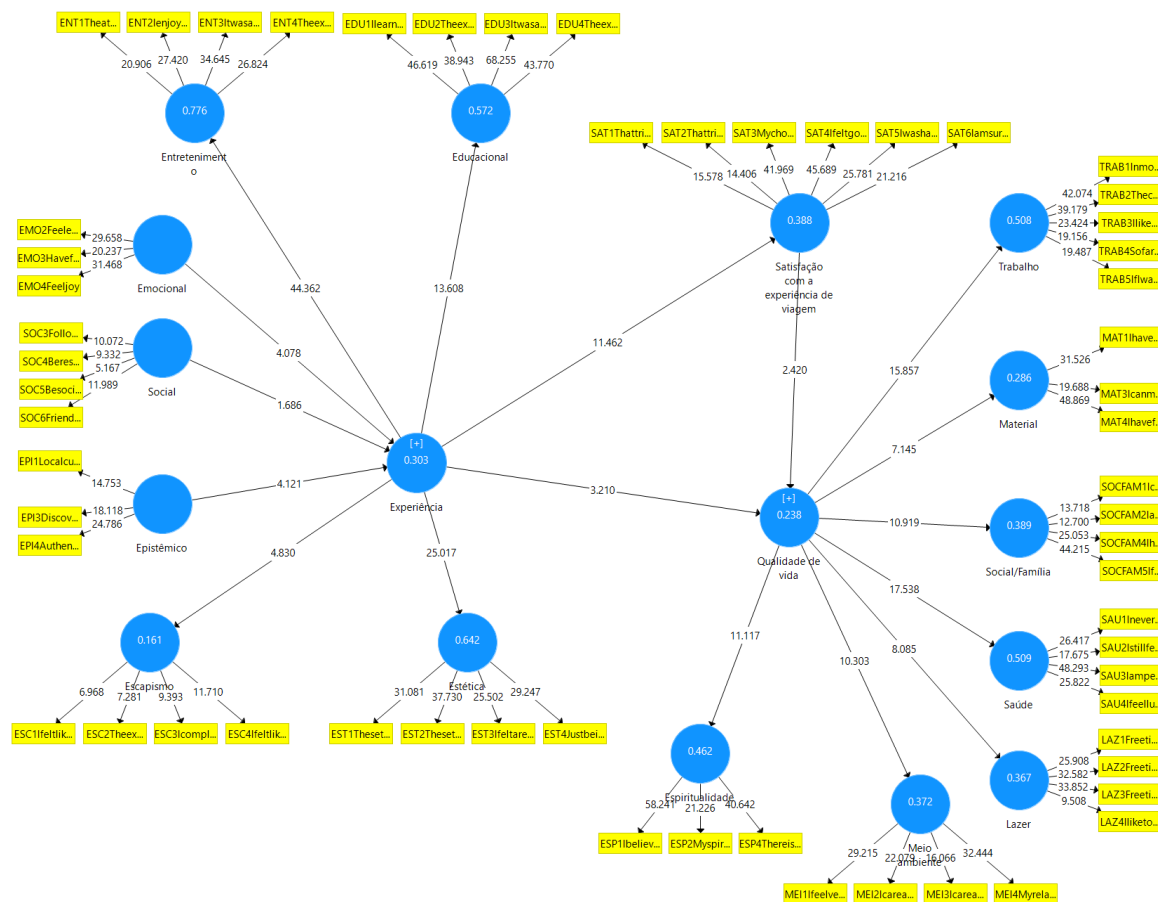 ENT1Theat...
ENT2Ienjoy...
ENT3Itwasa...
ENT4Theex...
EDU1Ilearn...
EDU2Theex...
EDU3Itwasa...
EDU4Theex...
20.906
27.420
34.645
26.824
46.619
38.943
68.255
43.770
0.776
0.572
Entreteniment
o
Educacional
SAT1Thattri...
SAT2Thattri...
SAT3Mycho...
SAT4Ifeltgo...
SAT5Iwasha...
SAT6Iamsur...
15.578
14.406
41.969
45.689
25.781
21.216
0.388
Satisfação
com a
experiência de
viagem
TRAB1Inmo...
TRAB2Thec...
TRAB3Ilike...
TRAB4Sofar...
TRAB5IfIwa...
42.074
39.179
23.424
19.156
19.487
0.508
Trabalho
EMO2Feele...
EMO3Havef...
EMO4Feeljoy
29.658
20.237
31.468
Emocional
44.362
13.608
11.462
2.420
15.857
SOC3Follo...
SOC4Beres...
SOC5Besoci...
SOC6Friend...
10.072
9.332
5.167
11.989
Social
4.078
1.686
MAT1Ihave...
MAT3Icanm...
MAT4Ihavef...
31.526
19.688
48.869
0.286
Material
7.145
EPI1Localcu...
EPI3Discov...
EPI4Authen...
14.753
18.118
24.786
Epistêmico
4.121
[+]
0.303
Experiência
3.210
[+]
0.238
Qualidade de
vida
10.919
SOCFAM1Ic...
SOCFAM2Ia...
SOCFAM4Ih...
SOCFAM5If...
13.718
12.700
25.053
44.215
0.389
Social/Família
4.830
25.017
17.538
11.117
10.303
8.085
0.161
Escapismo
6.968
7.281
9.393
11.710
ESC1Ifeltlik...
ESC2Theex...
ESC3Icompl...
ESC4Ifeltlik...
0.642
Estética
31.081
37.730
25.502
29.247
EST1Theset...
EST2Theset...
EST3Ifeltare...
EST4Justbei...
SAU1Inever...
SAU2Istillfe...
SAU3Iampe...
SAU4Ifeellu...
26.417
17.675
48.293
25.822
0.509
Saúde
0.462
Espiritualidade
58.241
21.226
40.642
ESP1Ibeliev...
ESP2Myspir...
ESP4Thereis...
0.372
Meio
ambiente
29.215
22.079
16.066
32.444
MEI1Ifeelve...
MEI2Icarea...
MEI3Icarea...
MEI4Myrela...
LAZ1Freeti...
LAZ2Freeti...
LAZ3Freeti...
LAZ4Iliketo...
25.908
32.582
33.852
9.508
0.367
Lazer